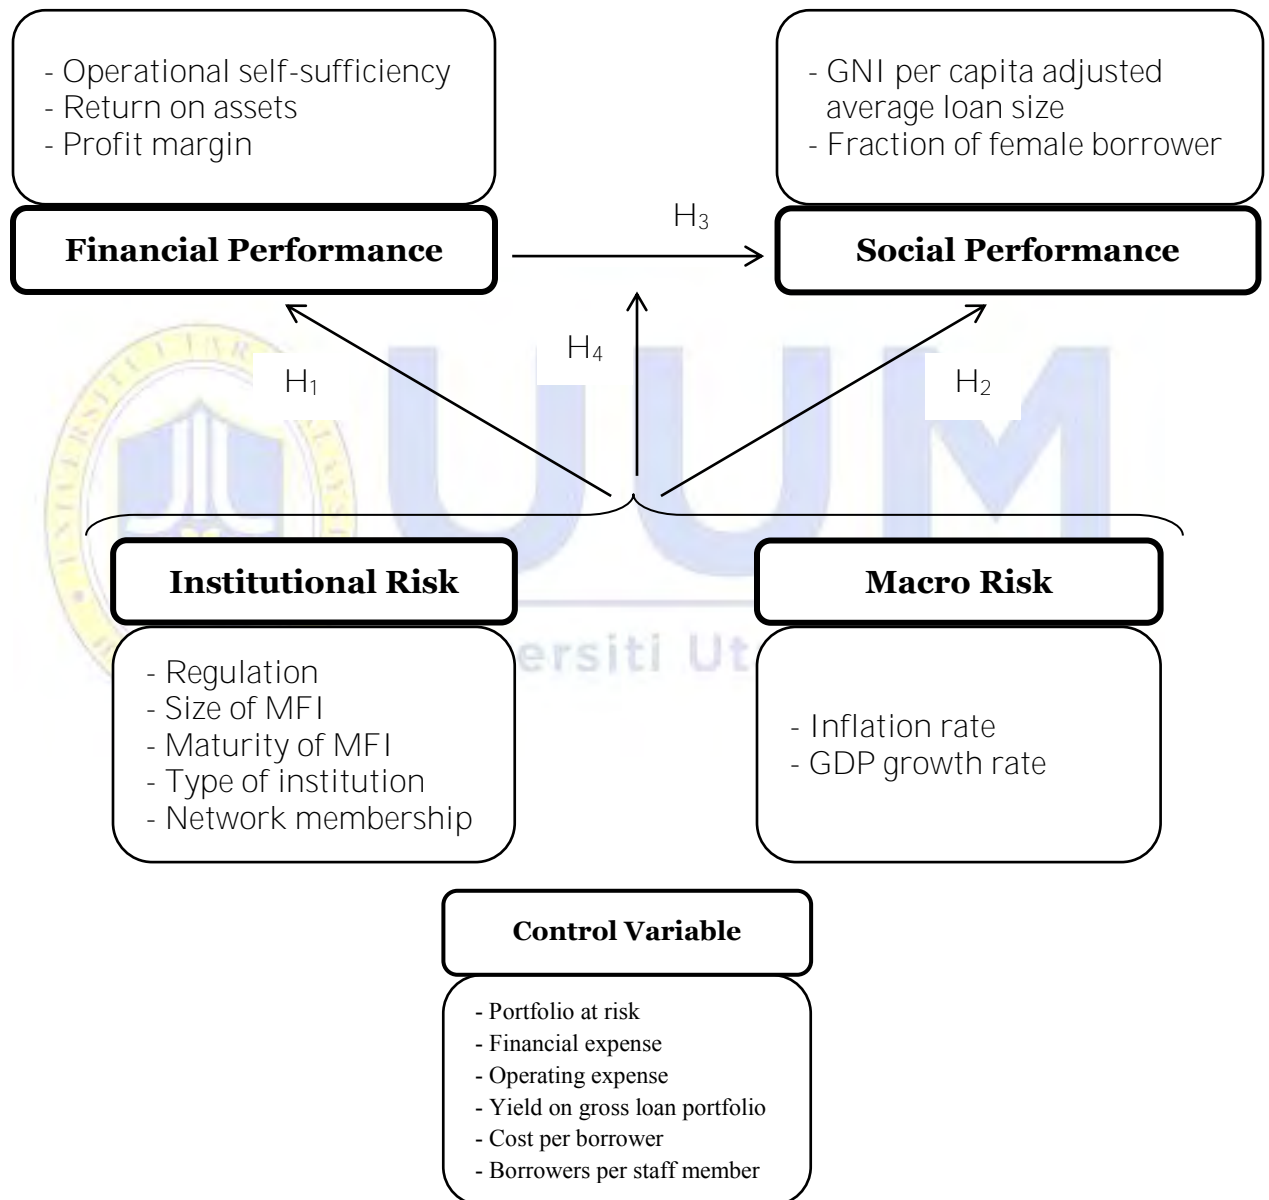 - Operational self-sufficiency
- Return on assets
- Profit margin
- GNI per capita adjusted
average loan size
- Fraction of female borrower
Financial Performance
H₃
Social Performance
H₁
H₄
H₂
UUM
Institutional Risk
Macro Risk
ersiti Ut
- Regulation
- Size of MFI
- Maturity of MFI
- Type of institution
- Network membership
- Inflation rate
- GDP growth rate
Control Variable
- Portfolio at risk
- Financial expense
- Operating expense
- Yield on gross loan portfolio
- Cost per borrower
- Borrowers per staff member